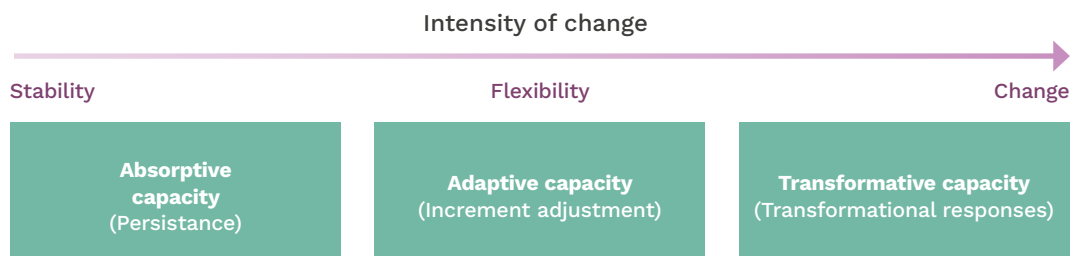 Intensity of change
Stability
Flexibility
Change
Absorptive
capacity
(Persistance)
Adaptive capacity
(Increment adjustment)
Transformative capacity
(Transformational responses)